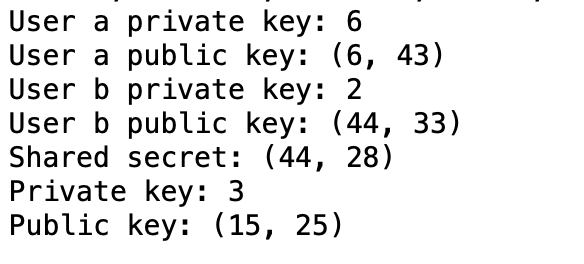 User a private key: 6
User a public key: (6, 43)
User b private key: 2
User b public key: (44, 33)
Shared secret: (44, 28)
Private key: 3
Public key: (15, 25)